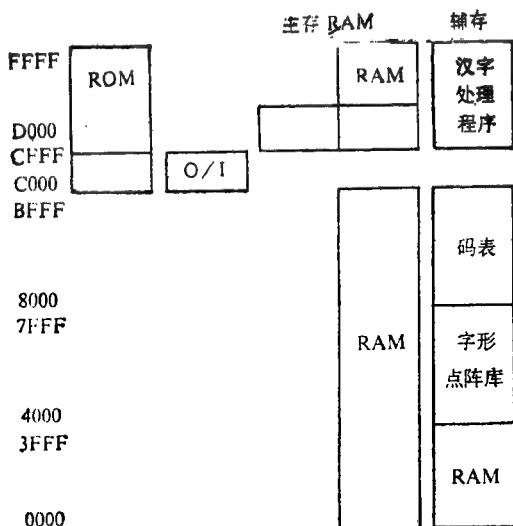 主存 RAM
辅存
FFFF
ROM
RAM
汉字
处理
程序
D000
CFFF
O/I
C000
BFFF
码表
8000
7FFF
RAM
字形
点阵库
4000
3FFF
RAM
0000